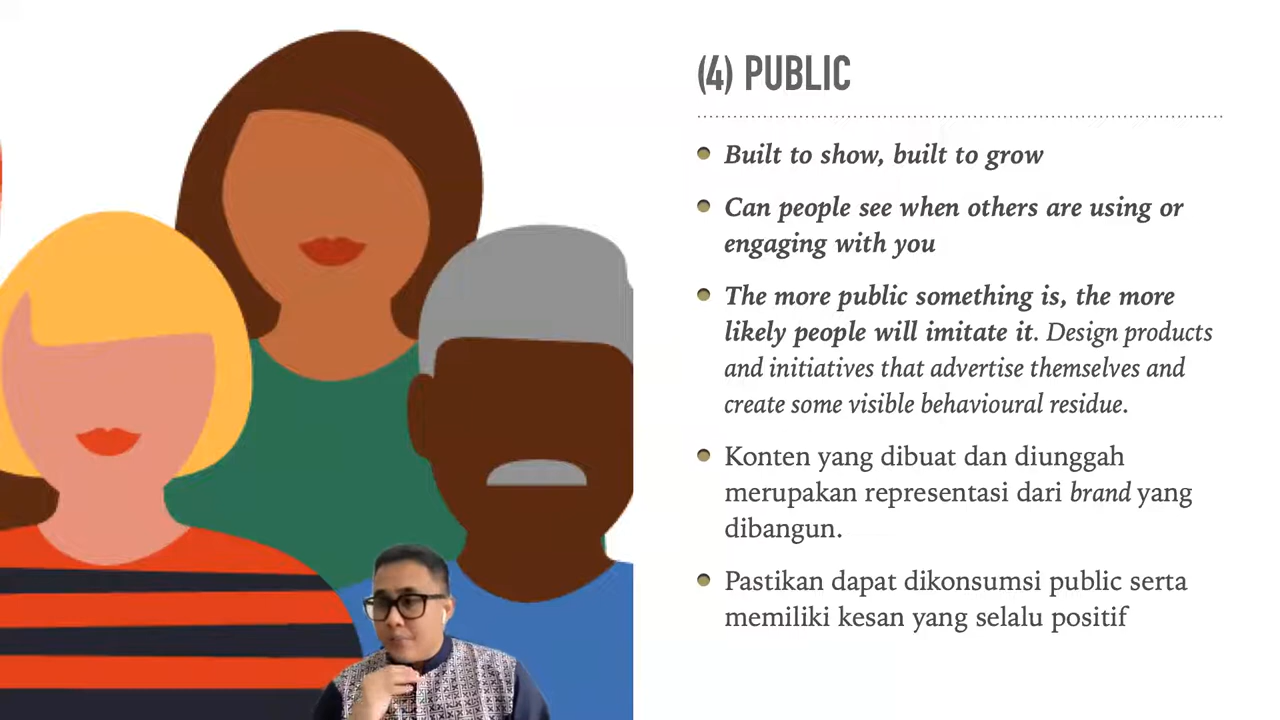 (4) PUBLIC
Built to show, built to grow
Can people see when others are using or
engaging with you
The more public something is, the more
likely people will imitate it. Design products
and initiatives that advertise themselves and
create some visible behavioural residue.
Konten yang dibuat dan diunggah
merupakan representasi dari brand yang
dibangun.
Pastikan dapat dikonsumsi public serta
memiliki kesan yang selalu positif